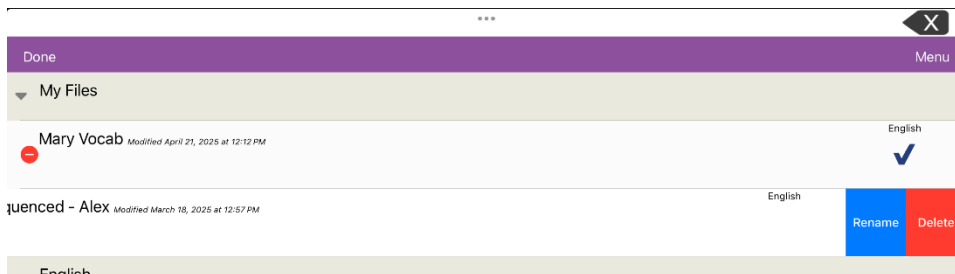 X
Done Menu
My Files
Mary Vocab Modified April 21, 2025 at 12:12 PM English
quenced - Alex Modified March 18, 2025 at 12:57 PM English Rename Delete
English